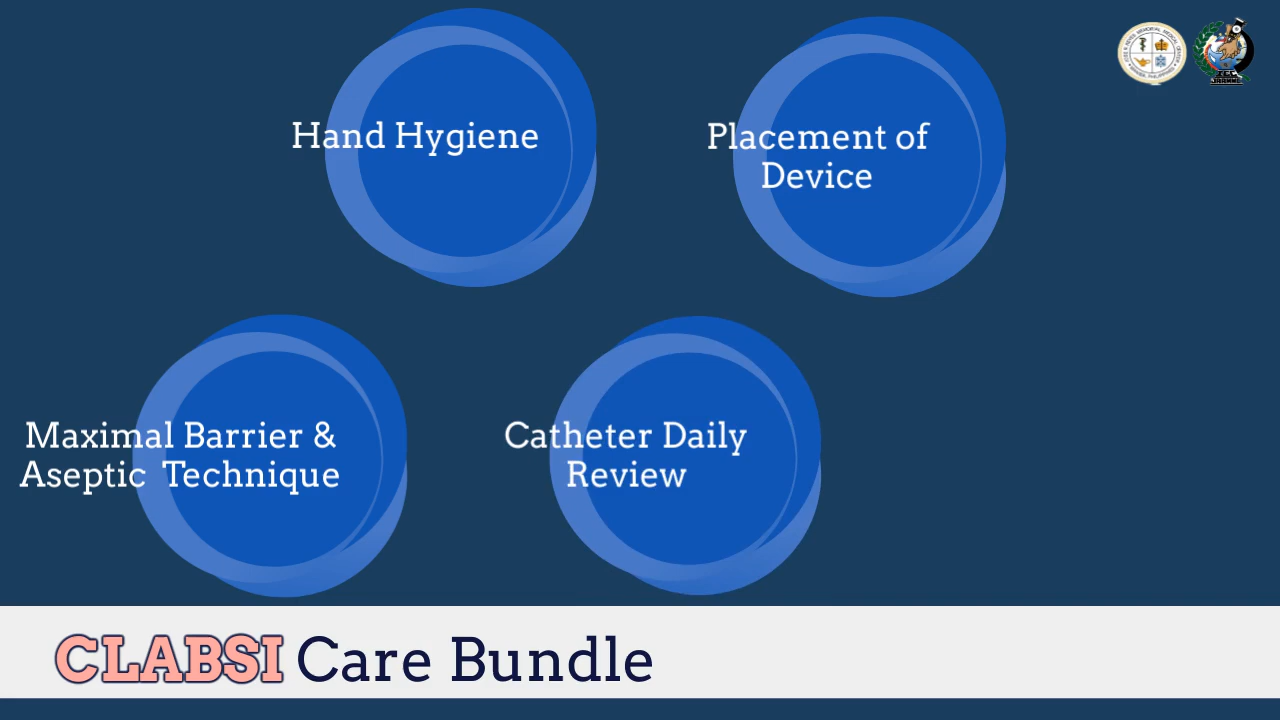 Hand Hygiene
Placement of
Device
Maximal Barrier &
Aseptic Technique
Catheter Daily
Review
CLABSI Care Bundle